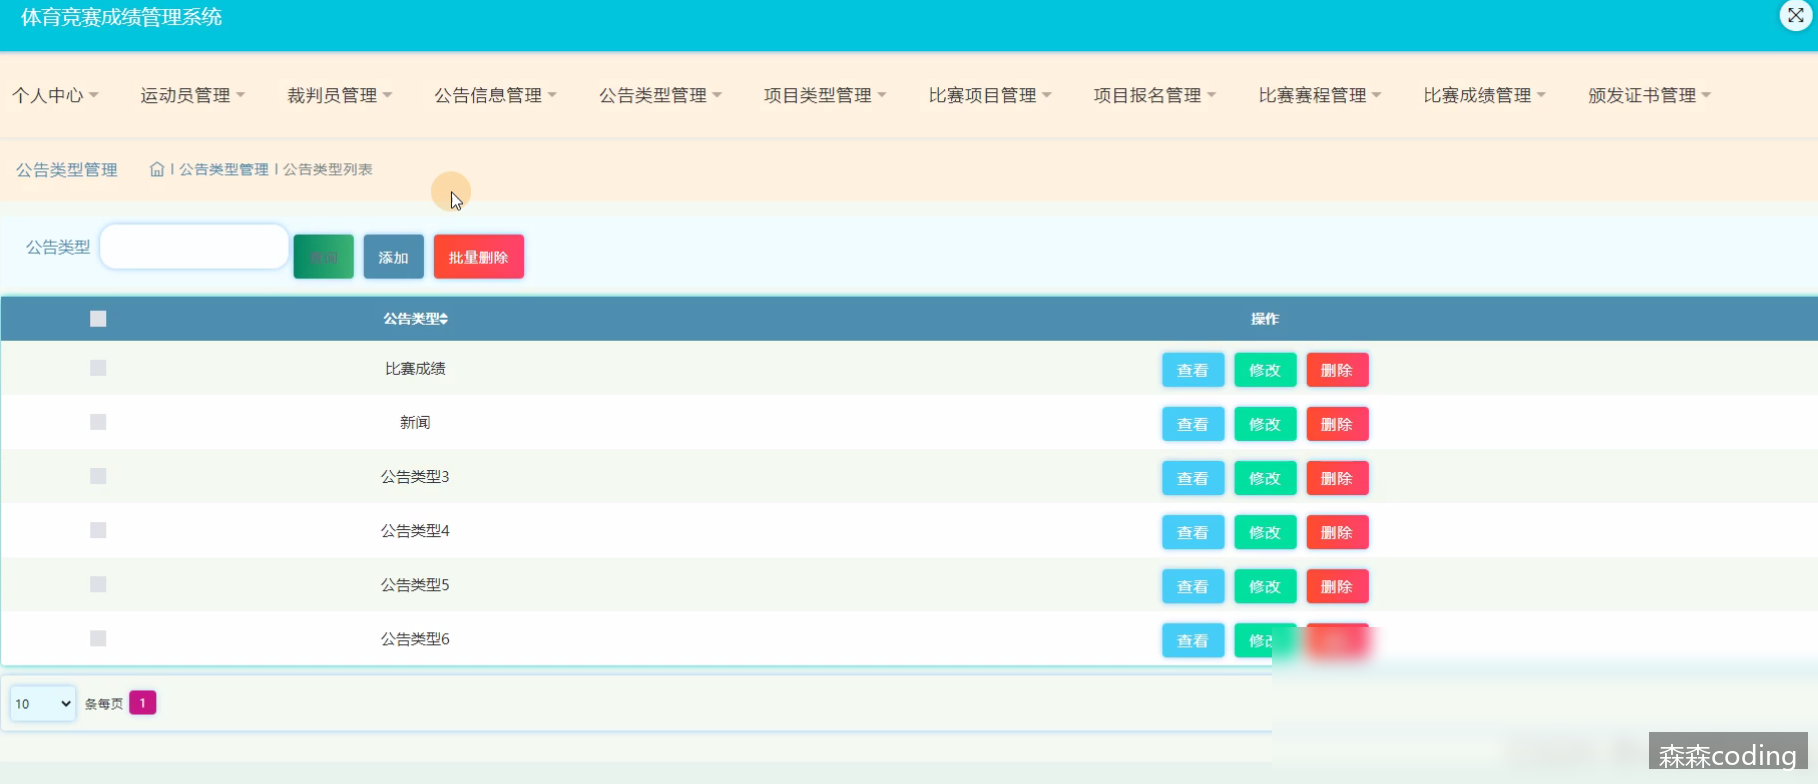 体育竞赛成绩管理系统
个人中心 运动员管理 裁判员管理 公告信息管理 公告类型管理 项目类型管理 比赛项目管理 项目报名管理 比赛赛程管理 比赛成绩管理 颁发证书管理
公告类型管理 公告类型管理 公告类型列表
公告类型 添加 批量删除
公告类型 操作
比赛成绩 查看 修改 删除
新闻 查看 修改 删除
公告类型3 查看 修改 删除
公告类型4 查看 修改 删除
公告类型5 查看 修改 删除
公告类型6 查看 修
10 条每页 1
森森coding